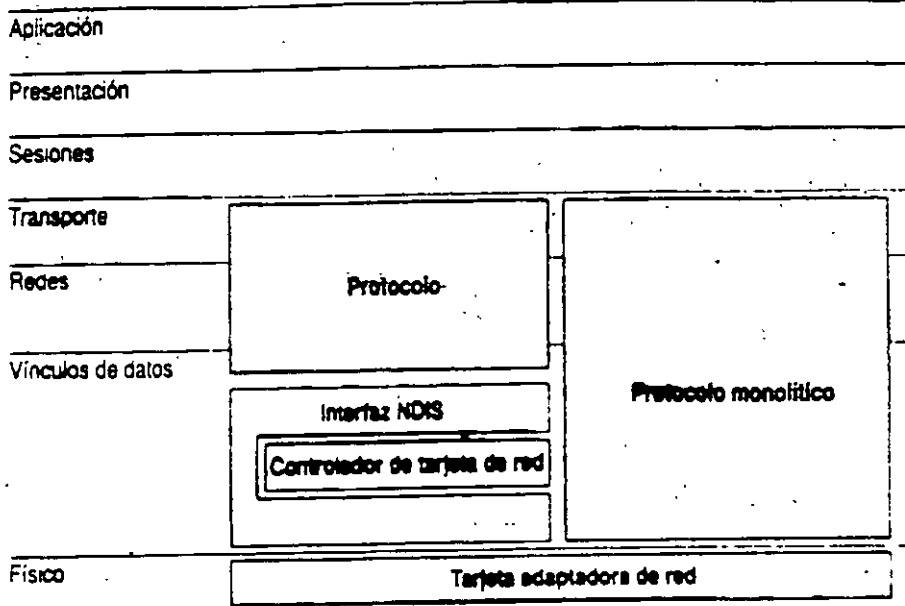 Aplicación
Presentación
Sesiones
Transporte
Redes
Protocolo
Vínculos de datos
Protocolo monolítico
Interfaz NDIS
Controlador de tarjeta de red
Físico
Tarjeta adaptadora de red